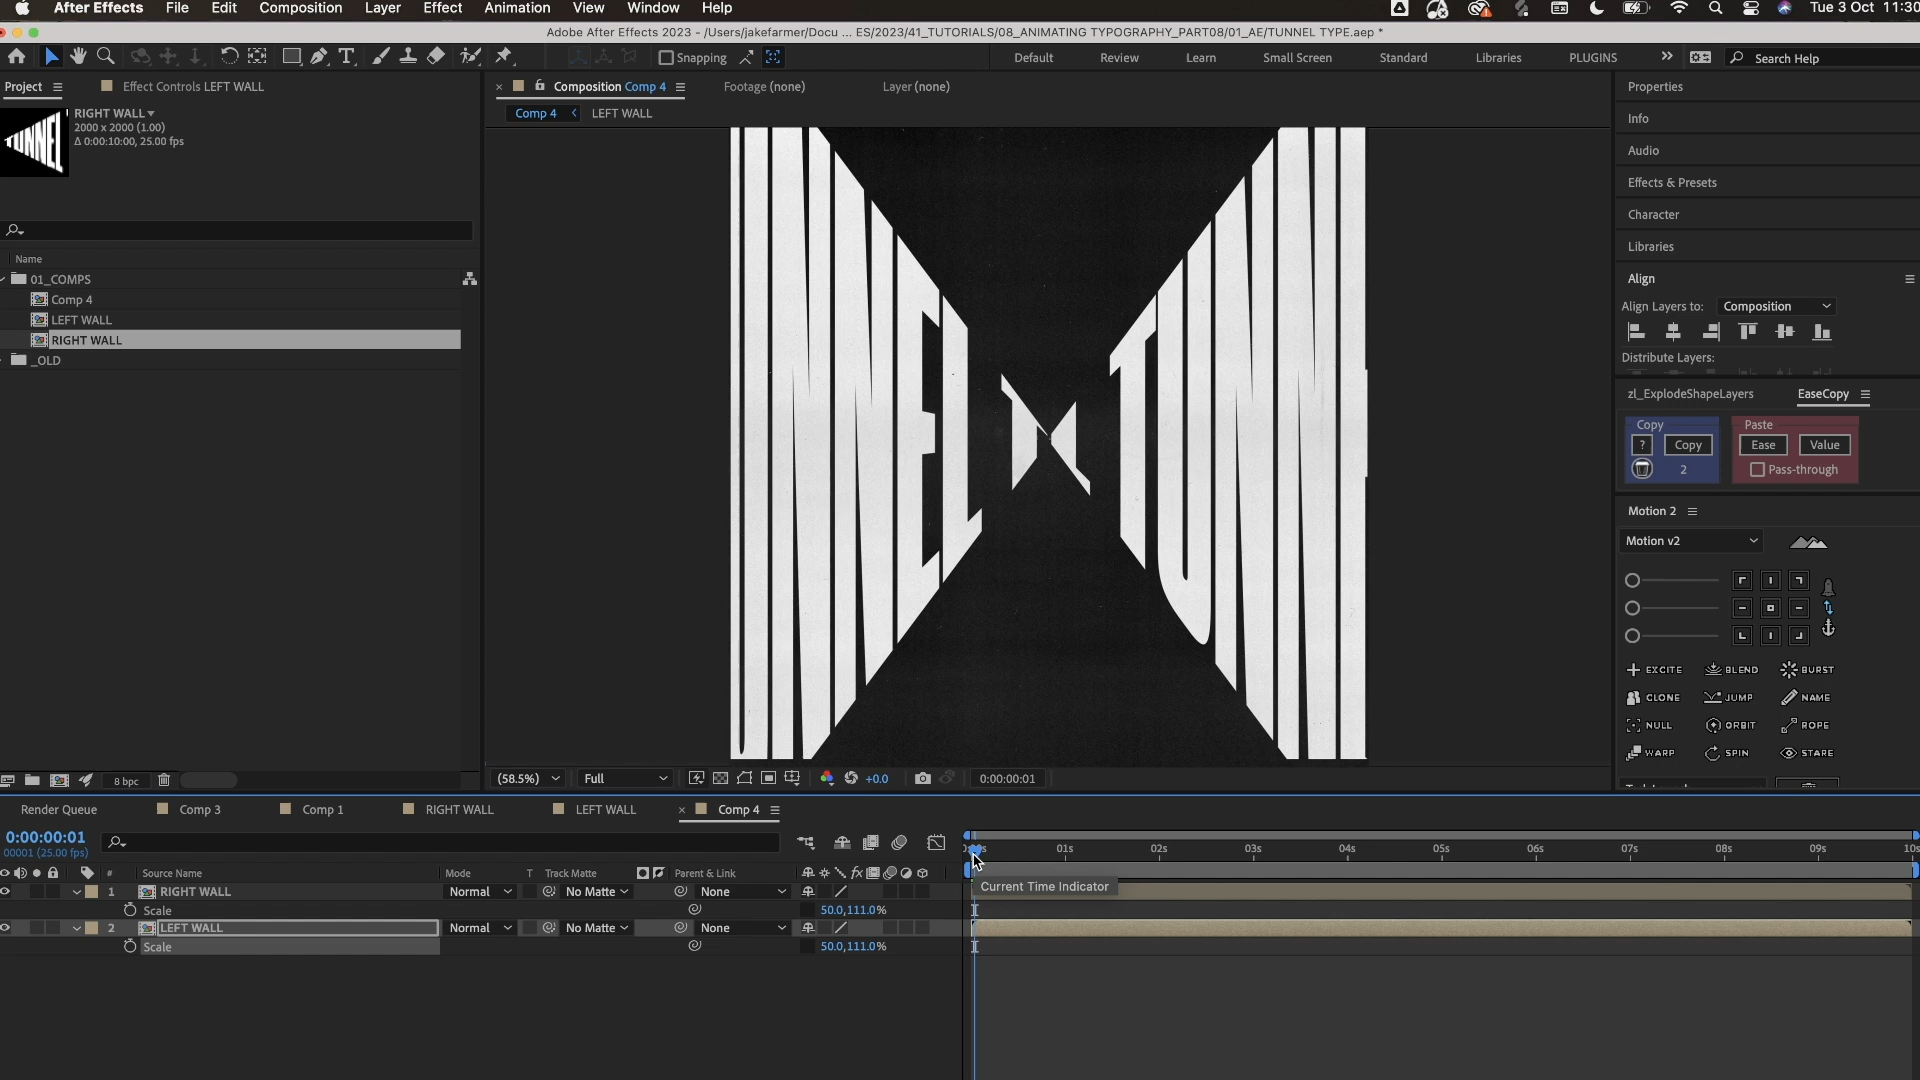 After Effects File Edit Composition Layer Effect Animation View Window Help Tue 3 Oct 11:30
Adobe After Effects 2023 - /Users/jakefarmer/Docu ... ES/2023/41_TUTORIALS/08_ANIMATING TYPOGRAPHY_PART08/01_AE/TUNNEL TYPE.aep *
Snapping Default Review Learn Small Screen Standard Libraries PLUGINS Search Help
Project Effect Controls LEFT WALL Composition Comp 4 Footage (none) Layer (none) Properties
TUNNEL
RIGHT WALL
2000 x 2000 (1.00)
Δ 0:00:10:00, 25.00 fps
Comp 4 LEFT WALL
Info
Audio
Effects & Presets
Character
Libraries
Align
Align Layers to: Composition
Distribute Layers:
Name
01_COMPS
Comp 4
LEFT WALL
RIGHT WALL
_OLD
UNNEL
TUNNE
zl_ExplodeShapeLayers EaseCopy
Copy Paste
? Copy Ease Value
2 Pass-through
Motion 2
Motion v2
EXCITE BLEND BURST
CLONE JUMP NAME
NULL ORBIT ROPE
WARP SPIN STARE
8 bpc (58.5%) Full +0.0 0:00:00:01
Render Queue Comp 3 Comp 1 RIGHT WALL LEFT WALL Comp 4
0:00:00:01
00001 (25.00 fps)
01s 02s 03s 04s 05s 06s 07s 08s 09s 10s
# Source Name Mode T Track Matte Parent & Link
1 RIGHT WALL Normal No Matte None
Current Time Indicator
Scale 50.0,111.0%
2 LEFT WALL Normal No Matte None
Scale 50.0,111.0%